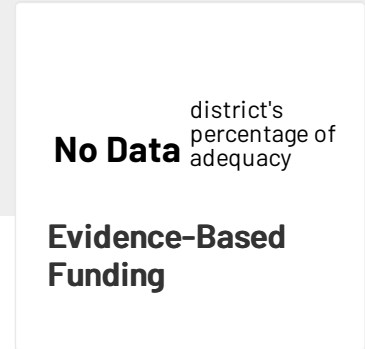 No Data
district's
percentage of
adequacy
Evidence-Based
Funding